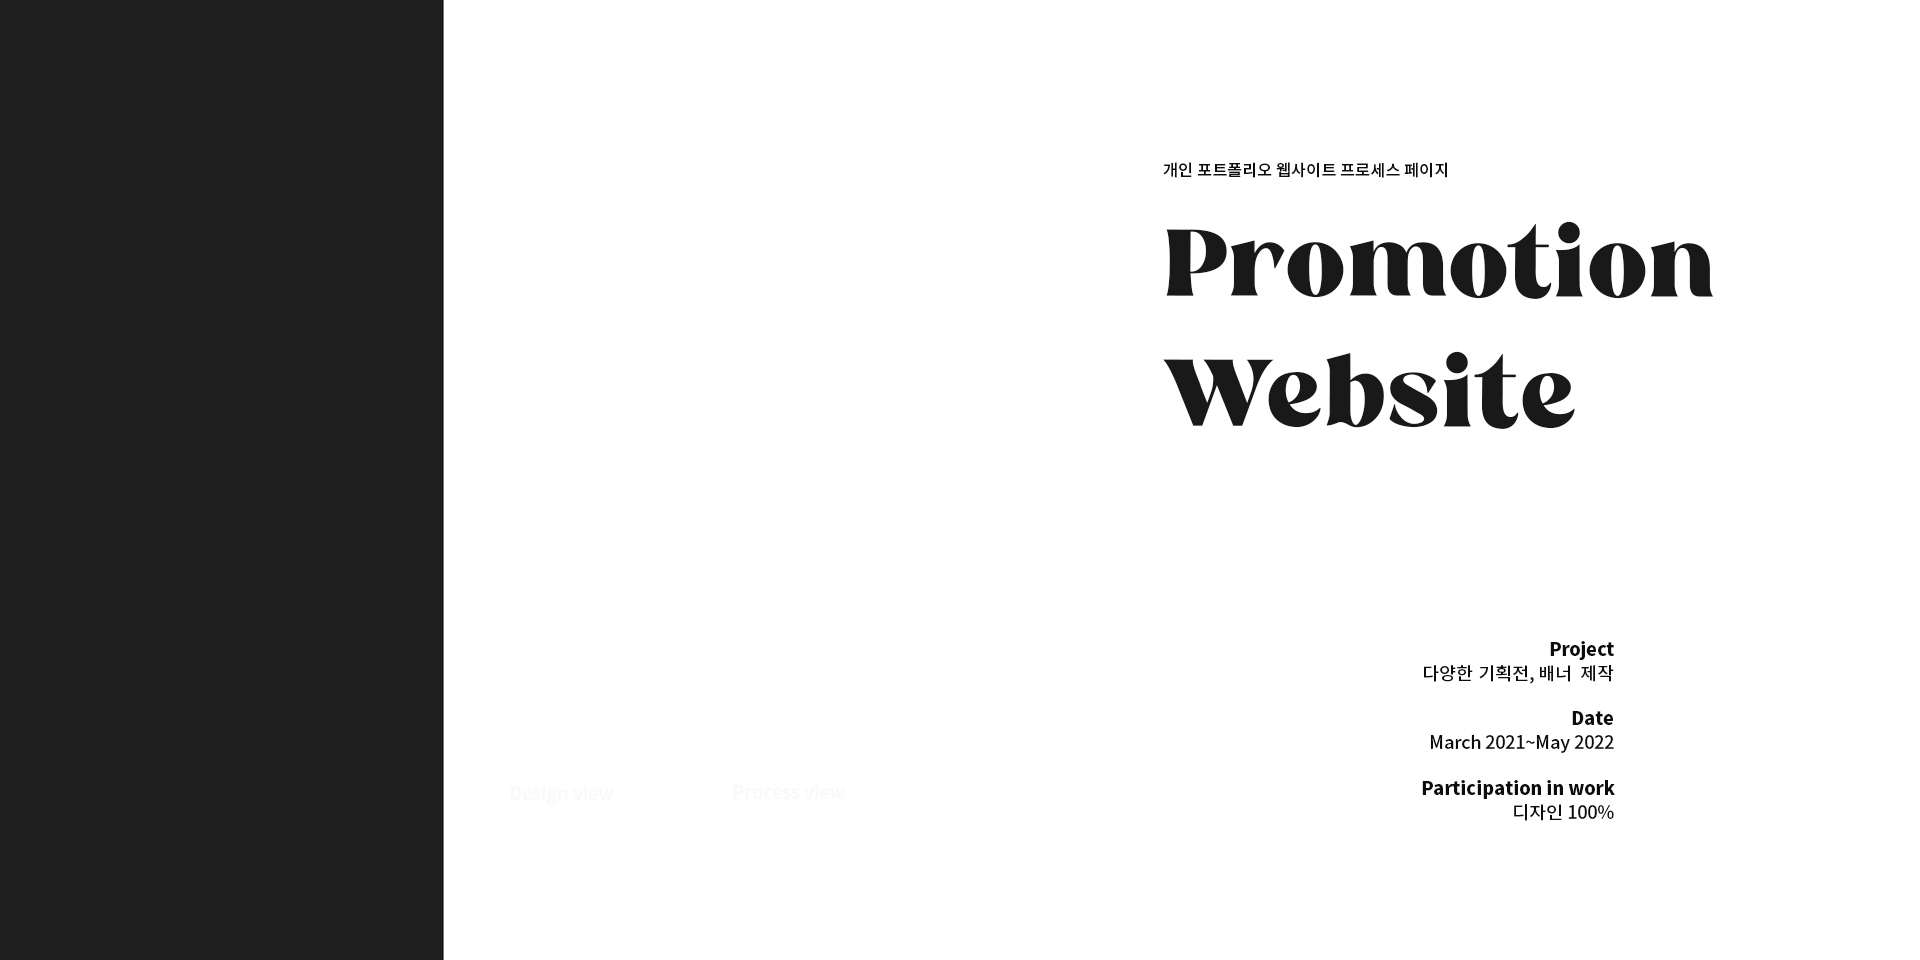 개인 포트폴리오 웹사이트 프로세스 페이지
Promotion
Website
Project
다양한 기획전, 배너 제작
Date
March 2021~May 2022
Participation in work
디자인 100%
Design view
Process view